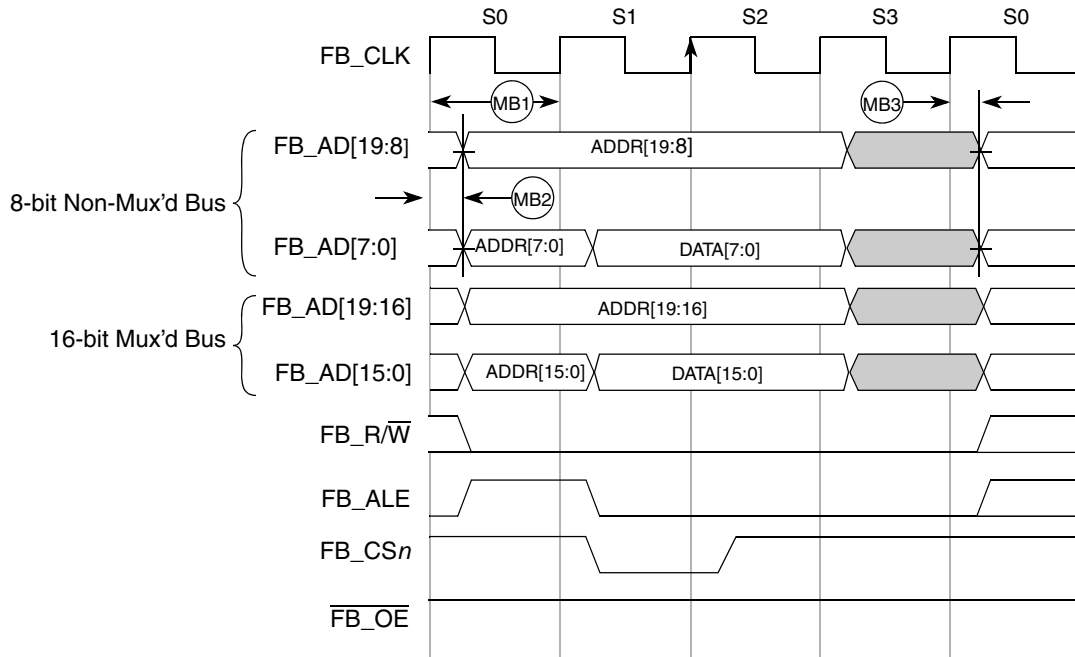 S0 S1 S2 S3 S0
FB_CLK
MB1 MB3
FB_AD[19:8] ADDR[19:8]
8-bit Non-Mux'd Bus
MB2
FB_AD[7:0] ADDR[7:0] DATA[7:0]
FB_AD[19:16] ADDR[19:16]
16-bit Mux'd Bus
FB_AD[15:0] ADDR[15:0] DATA[15:0]
FB_R/W̅
FB_ALE
FB_CSn
F̅B̅_̅O̅E̅